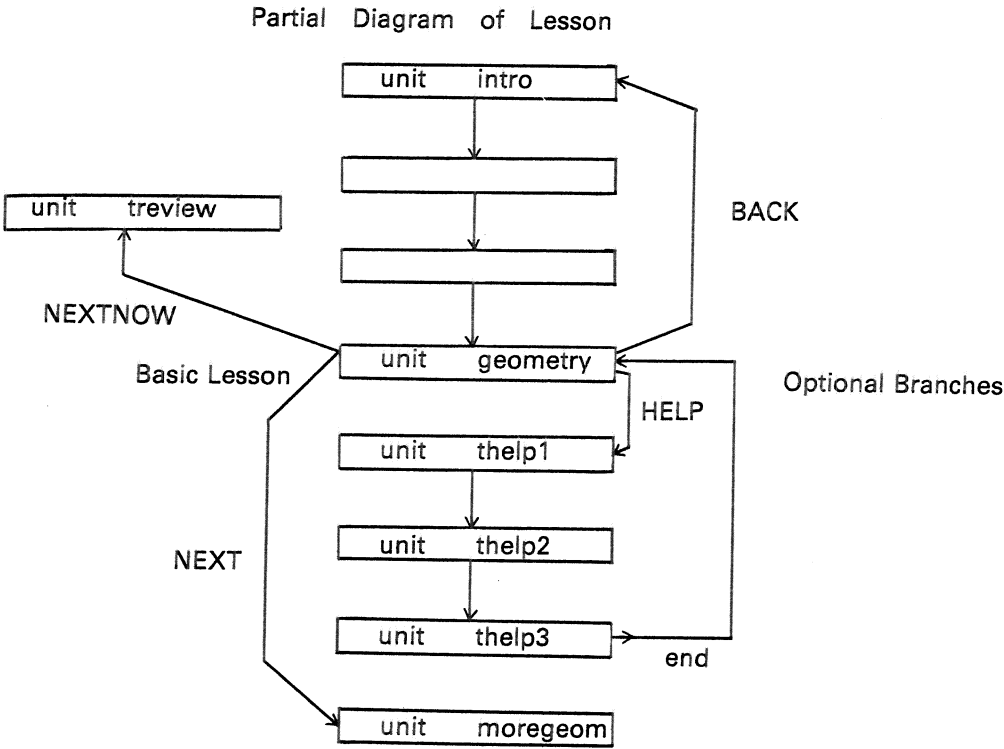 Partial Diagram of Lesson
unit intro
unit treview
BACK
NEXTNOW
unit geometry
Basic Lesson
Optional Branches
HELP
unit thelp1
unit thelp2
NEXT
unit thelp3
end
unit moregeom